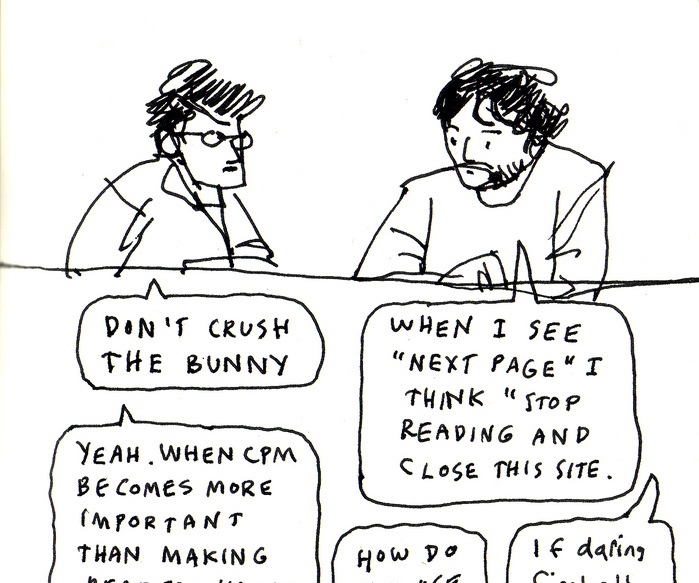 DON'T CRUSH
THE BUNNY
WHEN I SEE
"NEXT PAGE" I
THINK "STOP
READING AND
CLOSE THIS SITE.
YEAH. WHEN CPM
BECOMES MORE
IMPORTANT
THAN MAKING
HOW DO
If daring